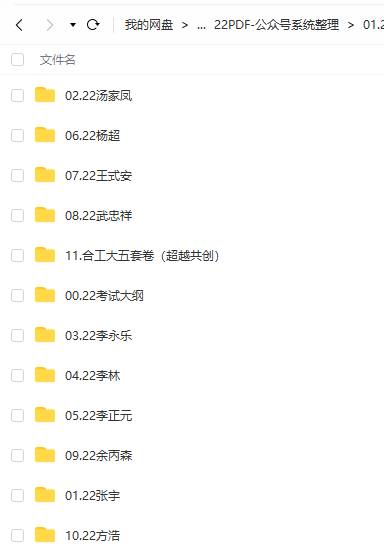 我的网盘 > ... 22PDF-公众号系统整理 > 01.2
文件名
02.22汤家凤
06.22杨超
07.22王式安
08.22武忠祥
11.合工大五套卷（超越共创）
00.22考试大纲
03.22李永乐
04.22李林
05.22李正元
09.22余丙森
01.22张宇
10.22方浩